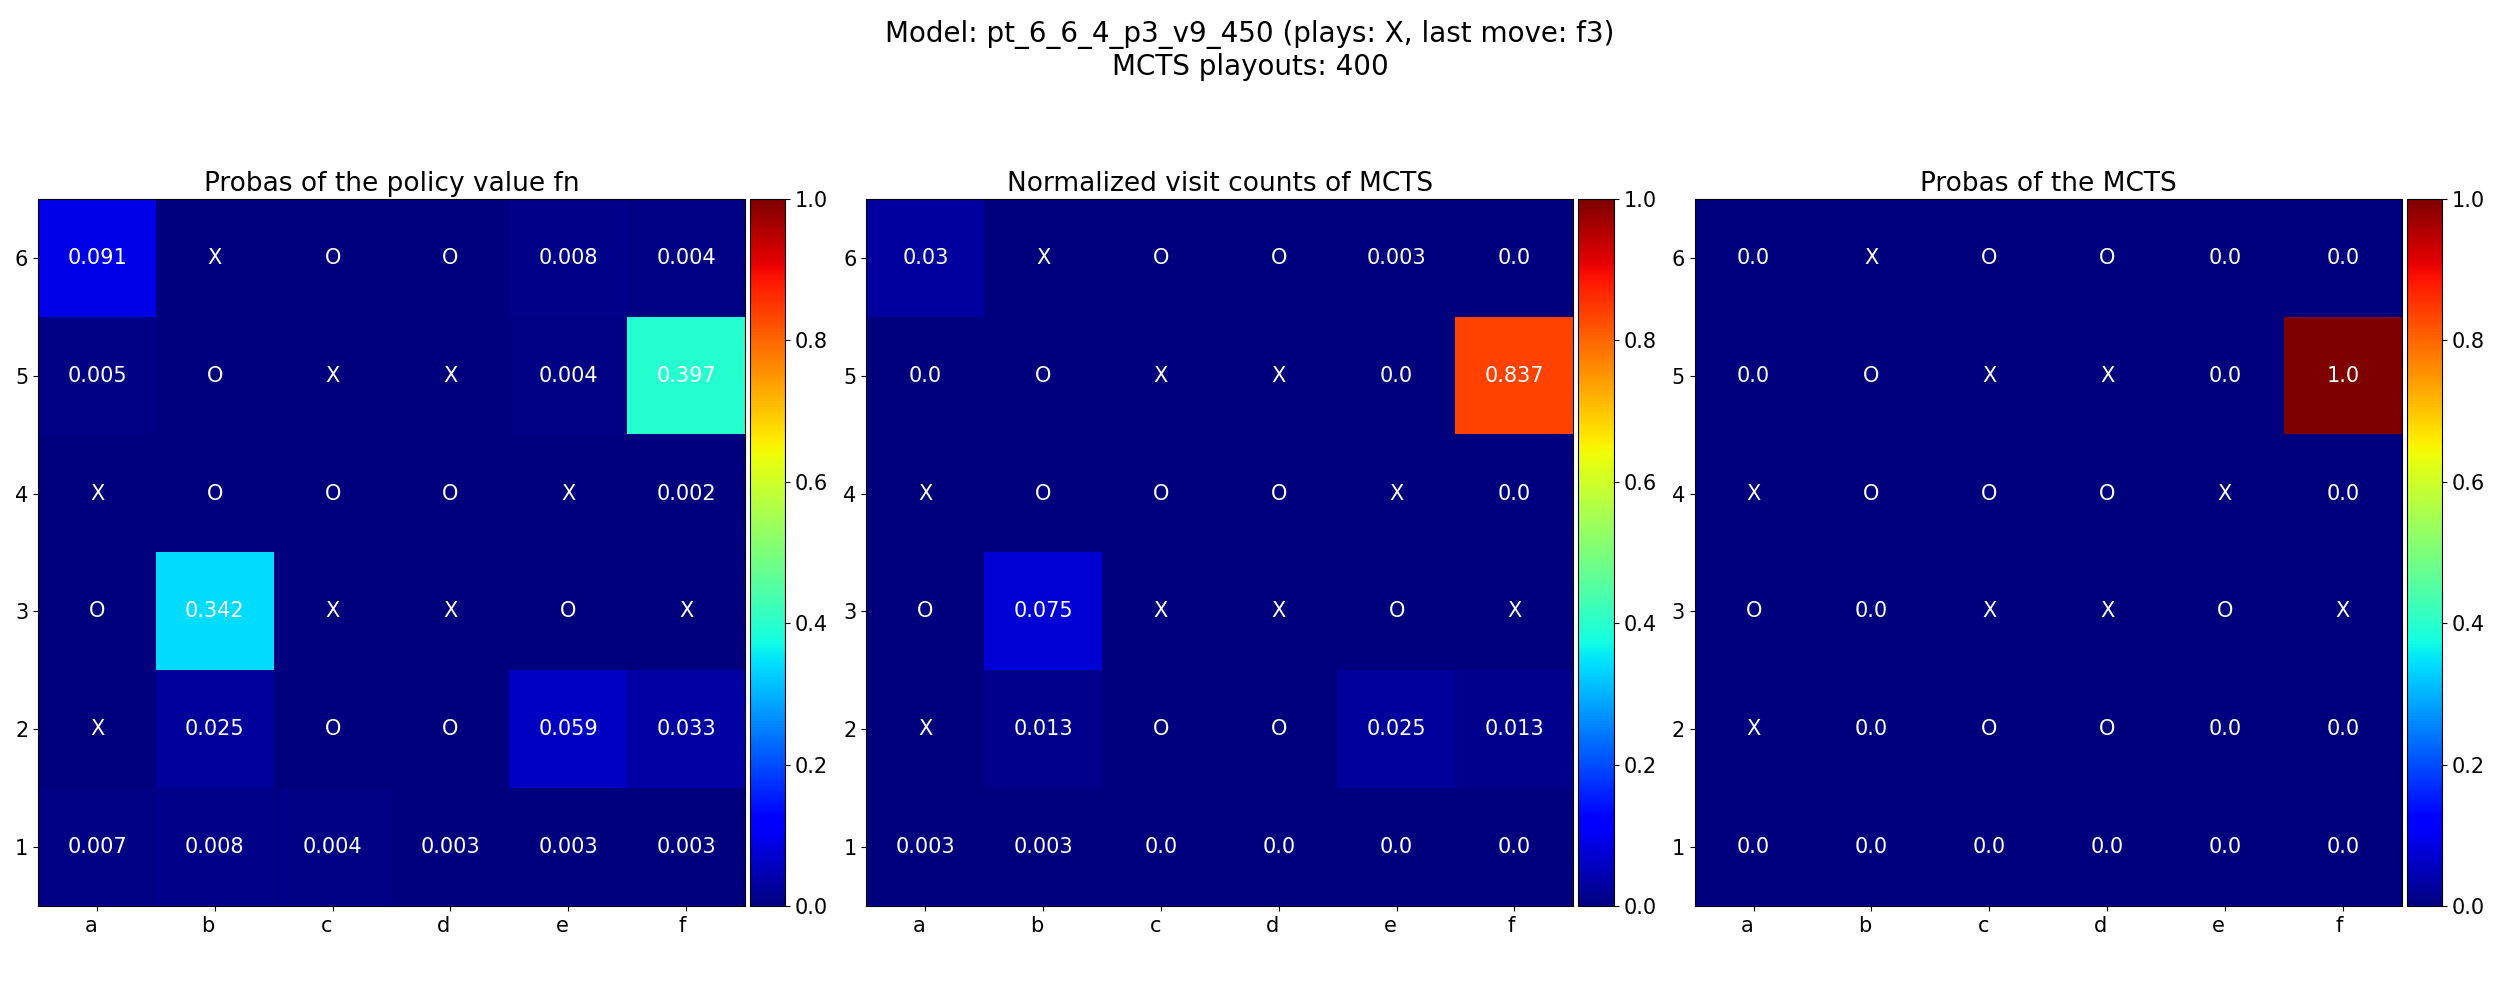 Model: pt_6_6_4_p3_v9_450 (plays: X, last move: f3)
MCTS playouts: 400
Probas of the policy value fn
6 0.091 X O O 0.008 0.004
5 0.005 O X X 0.004 0.397
4 X O O O X 0.002
3 O 0.342 X X O X
2 X 0.025 O O 0.059 0.033
1 0.007 0.008 0.004 0.003 0.003 0.003
a b c d e f
1.0
0.8
0.6
0.4
0.2
0.0
Normalized visit counts of MCTS
6 0.03 X O O 0.003 0.0
5 0.0 O X X 0.0 0.837
4 X O O O X 0.0
3 O 0.075 X X O X
2 X 0.013 O O 0.025 0.013
1 0.003 0.003 0.0 0.0 0.0 0.0
a b c d e f
1.0
0.8
0.6
0.4
0.2
0.0
Probas of the MCTS
6 0.0 X O O 0.0 0.0
5 0.0 O X X 0.0 1.0
4 X O O O X 0.0
3 O 0.0 X X O X
2 X 0.0 O O 0.0 0.0
1 0.0 0.0 0.0 0.0 0.0 0.0
a b c d e f
1.0
0.8
0.6
0.4
0.2
0.0